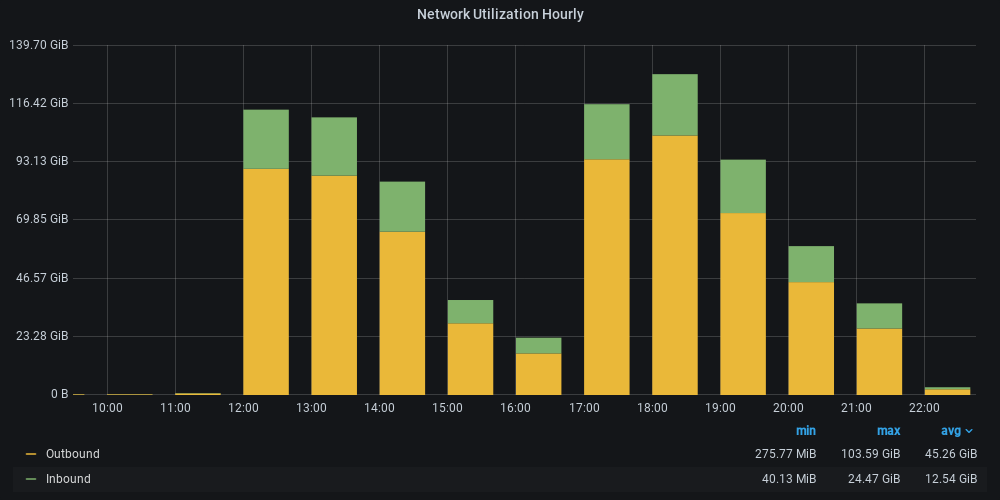 Network Utilization Hourly
139.70 GiB
116.42 GiB
93.13 GiB
69.85 GiB
46.57 GiB
23.28 GiB
0 B
10:00 11:00 12:00 13:00 14:00 15:00 16:00 17:00 18:00 19:00 20:00 21:00 22:00
min max avg
Outbound 275.77 MiB 103.59 GiB 45.26 GiB
Inbound 40.13 MiB 24.47 GiB 12.54 GiB